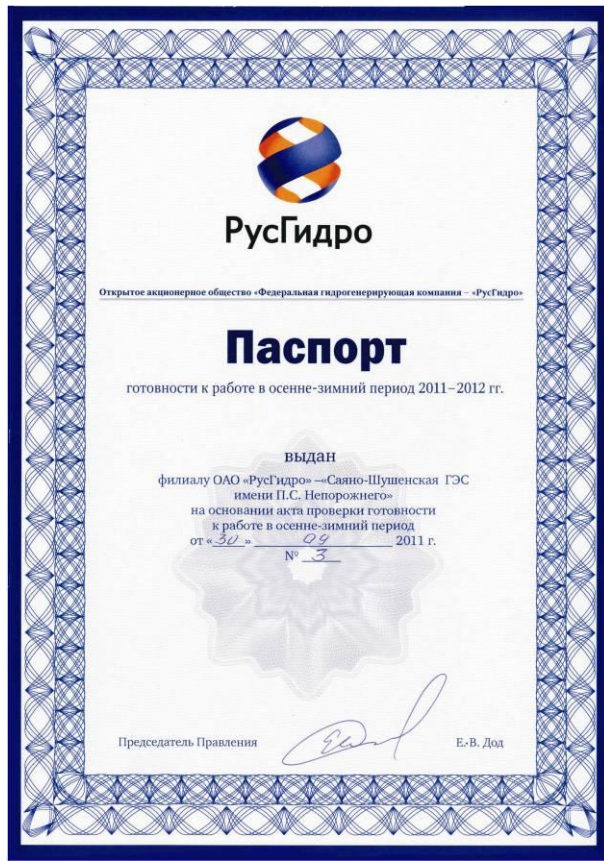 РусГидро
Открытое акционерное общество «Федеральная гидрогенерирующая компания – «РусГидро»
Паспорт
готовности к работе в осенне-зимний период 2011–2012 гг.
выдан
филиалу ОАО «РусГидро» –«Саяно-Шушенская ГЭС
имени П.С. Непорожнего»
на основании акта проверки готовности
к работе в осенне-зимний период
от « 30 » 09 2011 г.
№ 3
Председатель Правления Е.В. Дод